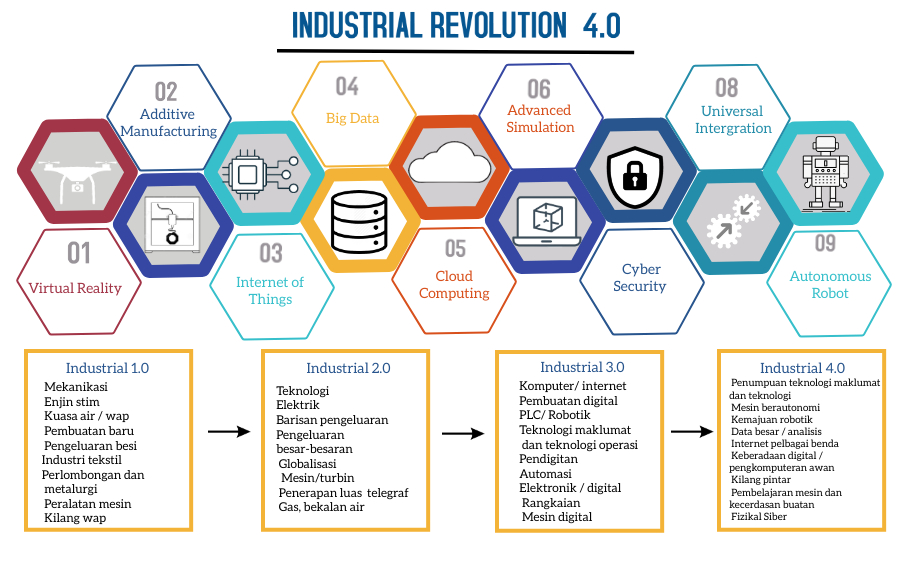 INDUSTRIAL REVOLUTION 4.0
02
Additive
Manufacturing
04
Big Data
06
Advanced
Simulation
08
Universal
Intergration
01
Virtual Reality
03
Internet of
Things
05
Cloud
Computing
Cyber
Security
09
Autonomous
Robot
Industrial 1.0
Mekanikasi
Enjin stim
Kuasa air / wap
Pembuatan baru
Pengeluaran besi
Industri tekstil
Perlombongan dan
metalurgi
Peralatan mesin
Kilang wap
Industrial 2.0
Teknologi
Elektrik
Barisan pengeluaran
Pengeluaran
besar-besaran
Globalisasi
Mesin/turbin
Penerapan luas telegraf
Gas, bekalan air
Industrial 3.0
Komputer/ internet
Pembuatan digital
PLC/ Robotik
Teknologi maklumat
dan teknologi operasi
Pendigitan
Automasi
Elektronik / digital
Rangkaian
Mesin digital
Industrial 4.0
Penumpuan teknologi maklumat
dan teknologi
Mesin berautonomi
Kemajuan robotik
Data besar / analisis
Internet pelbagai benda
Keberadaan digital /
pengkomputeran awan
Kilang pintar
Pembelajaran mesin dan
kecerdasan buatan
Fizikal Siber